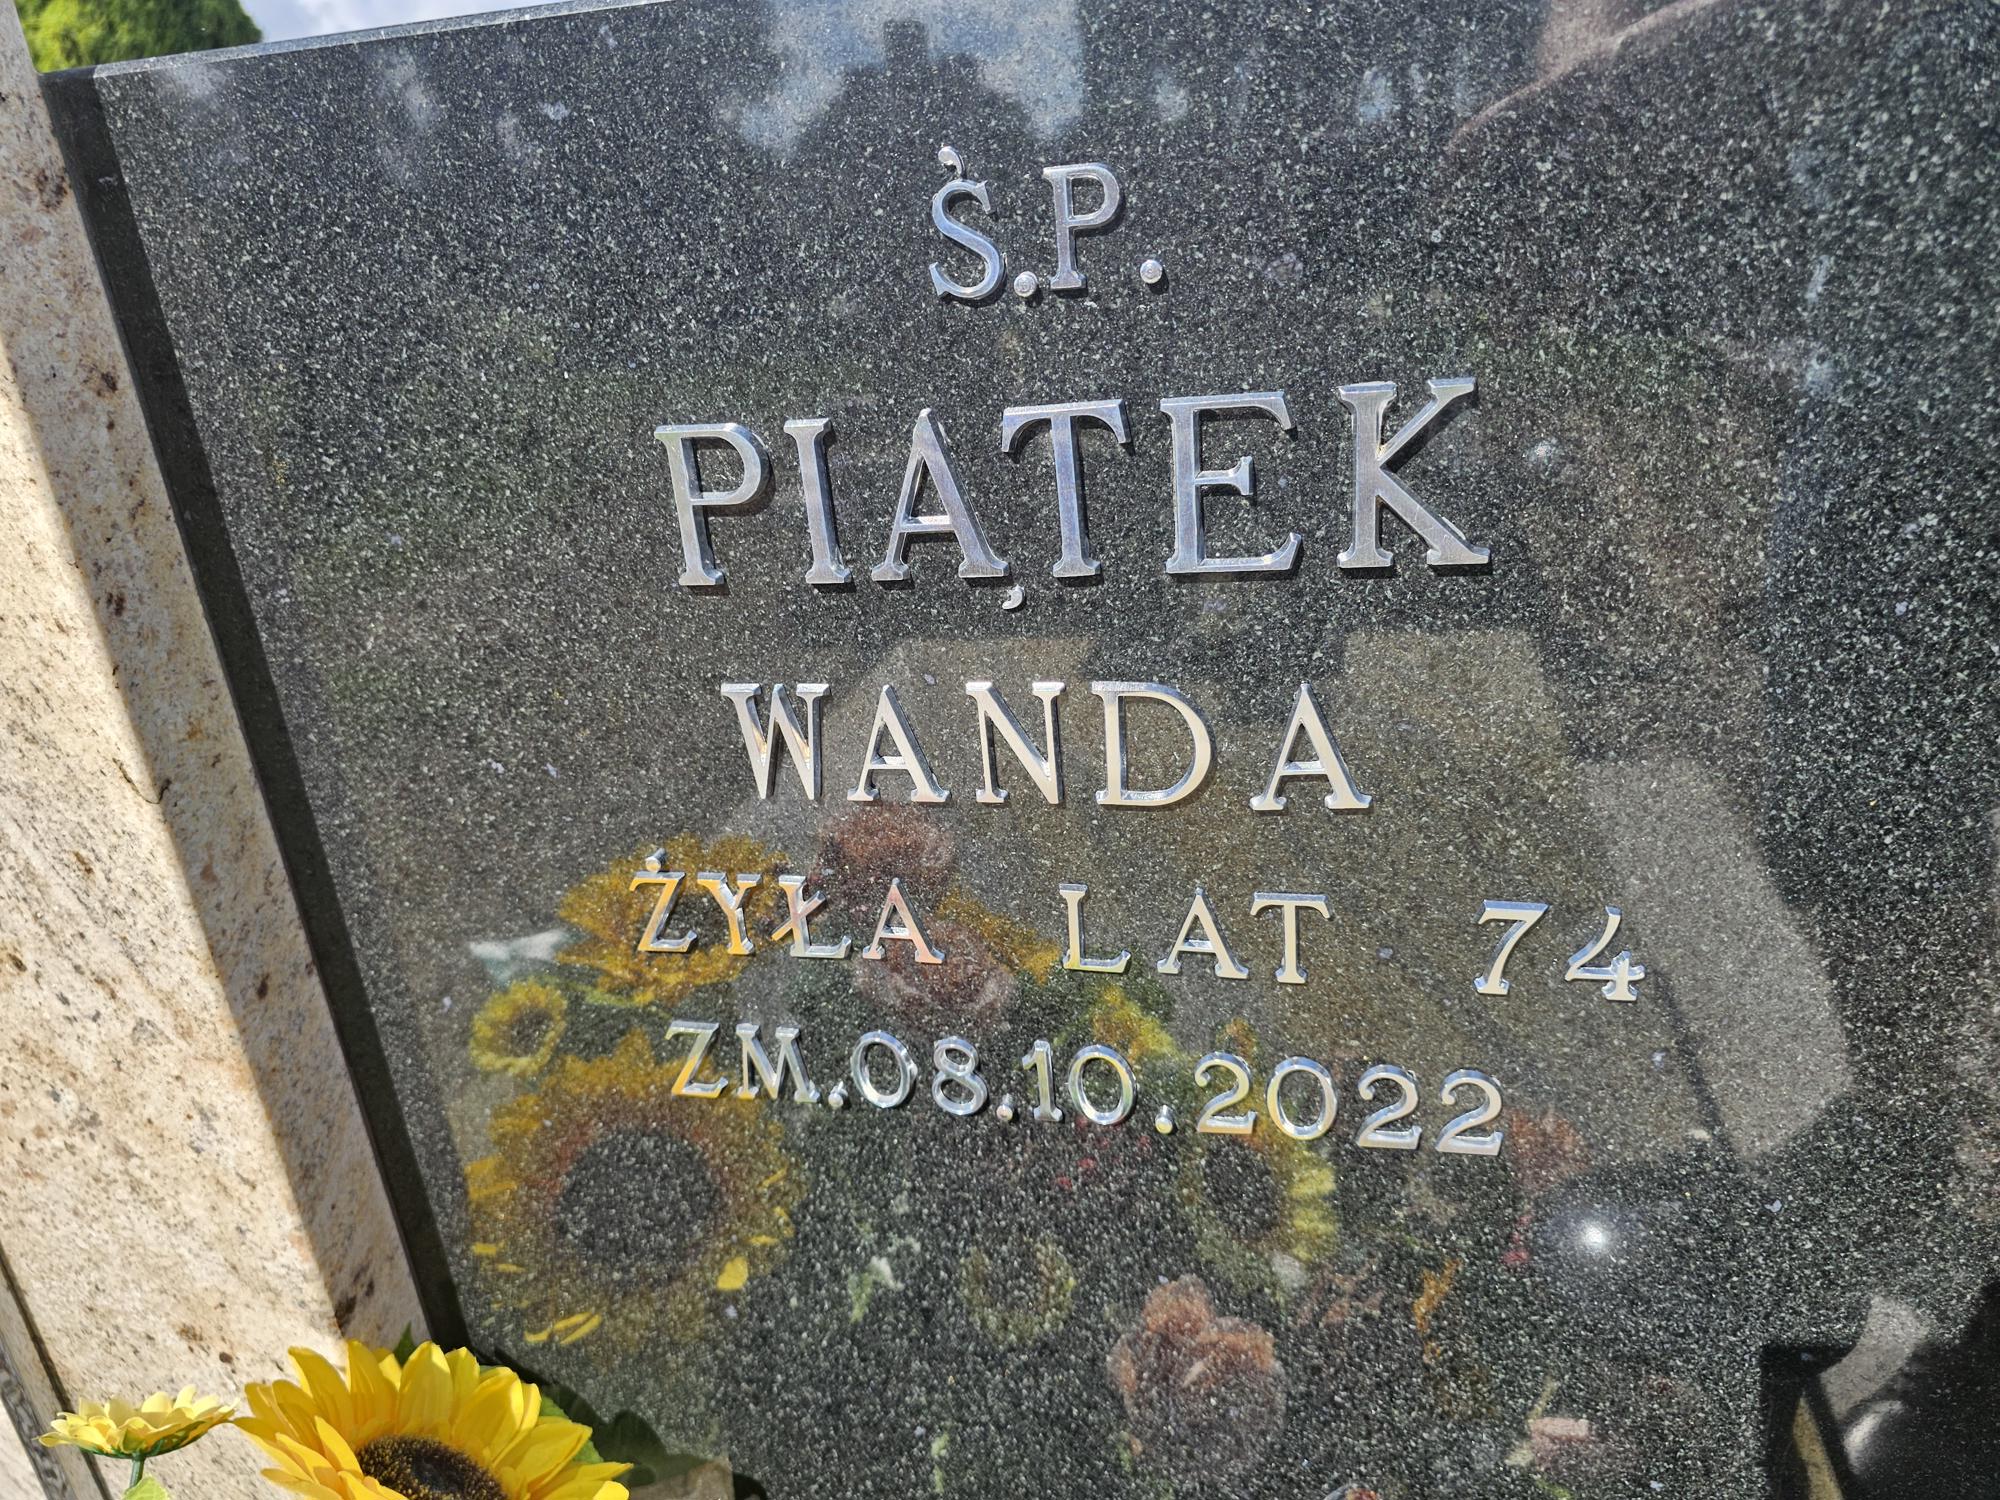 Ś.P.
PIĄTEK
WANDA
ŻYŁA LAT 74
ZM.08.10.2022